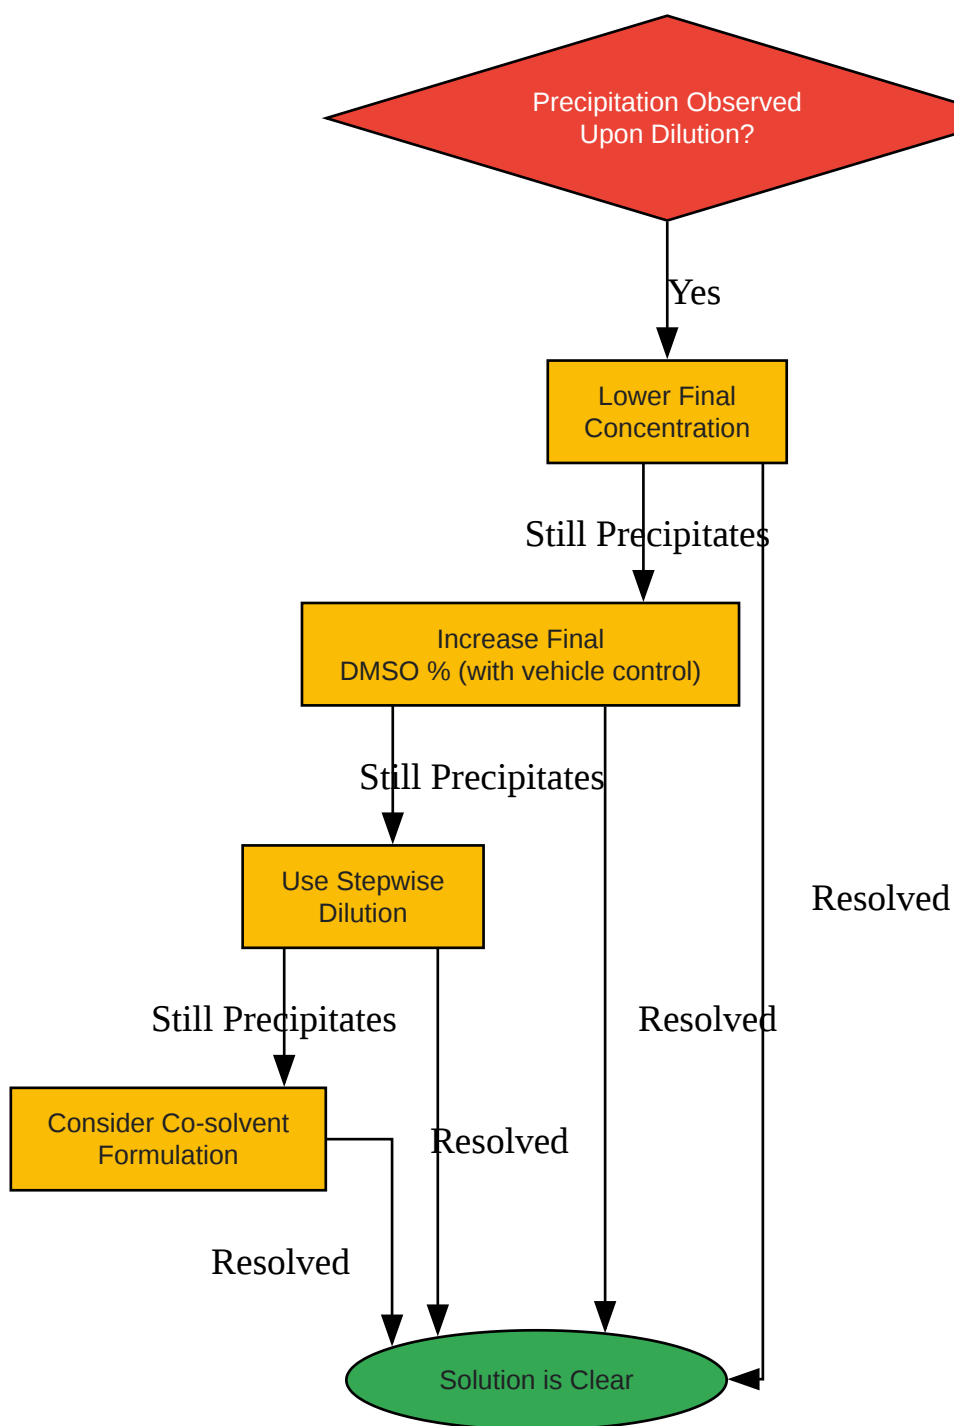 Precipitation Observed
Upon Dilution?
Yes
Lower Final
Concentration
Still Precipitates
Increase Final
DMSO % (with vehicle control)
Still Precipitates
Use Stepwise
Dilution
Resolved
Still Precipitates
Resolved
Consider Co-solvent
Formulation
Resolved
Resolved
Solution is Clear